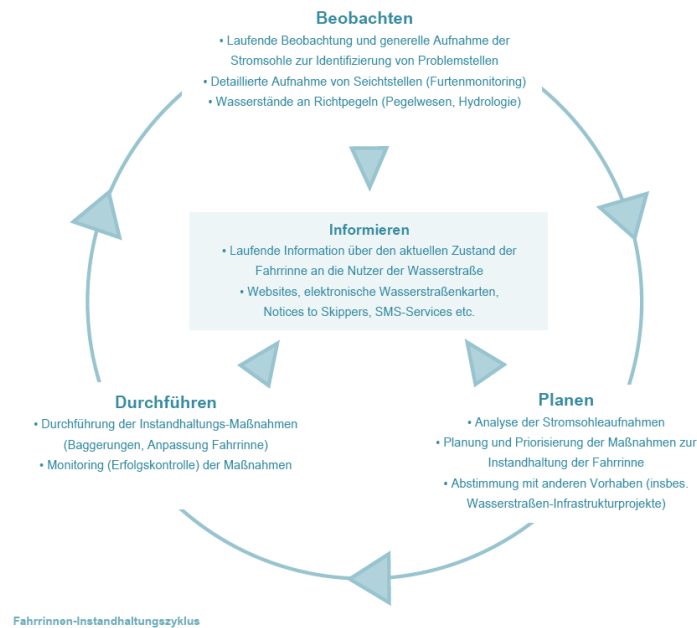 Beobachten
• Laufende Beobachtung und generelle Aufnahme der
Stromsohle zur Identifizierung von Problemstellen
• Detaillierte Aufnahme von Seichtstellen (Furtenmonitoring)
• Wasserstände an Richtpegeln (Pegelwesen, Hydrologie)
Informieren
• Laufende Information über den aktuellen Zustand der
Fahrrinne an die Nutzer der Wasserstraße
• Websites, elektronische Wasserstraßenkarten,
Notices to Skippers, SMS-Services etc.
Durchführen
• Durchführung der Instandhaltungs-Maßnahmen
(Baggerungen, Anpassung Fahrrinne)
• Monitoring (Erfolgskontrolle) der Maßnahmen
Planen
• Analyse der Stromsohleaufnahmen
• Planung und Priorisierung der Maßnahmen zur
Instandhaltung der Fahrrinne
• Abstimmung mit anderen Vorhaben (insbes.
Wasserstraßen-Infrastrukturprojekte)
Fahrrinnen-Instandhaltungszyklus